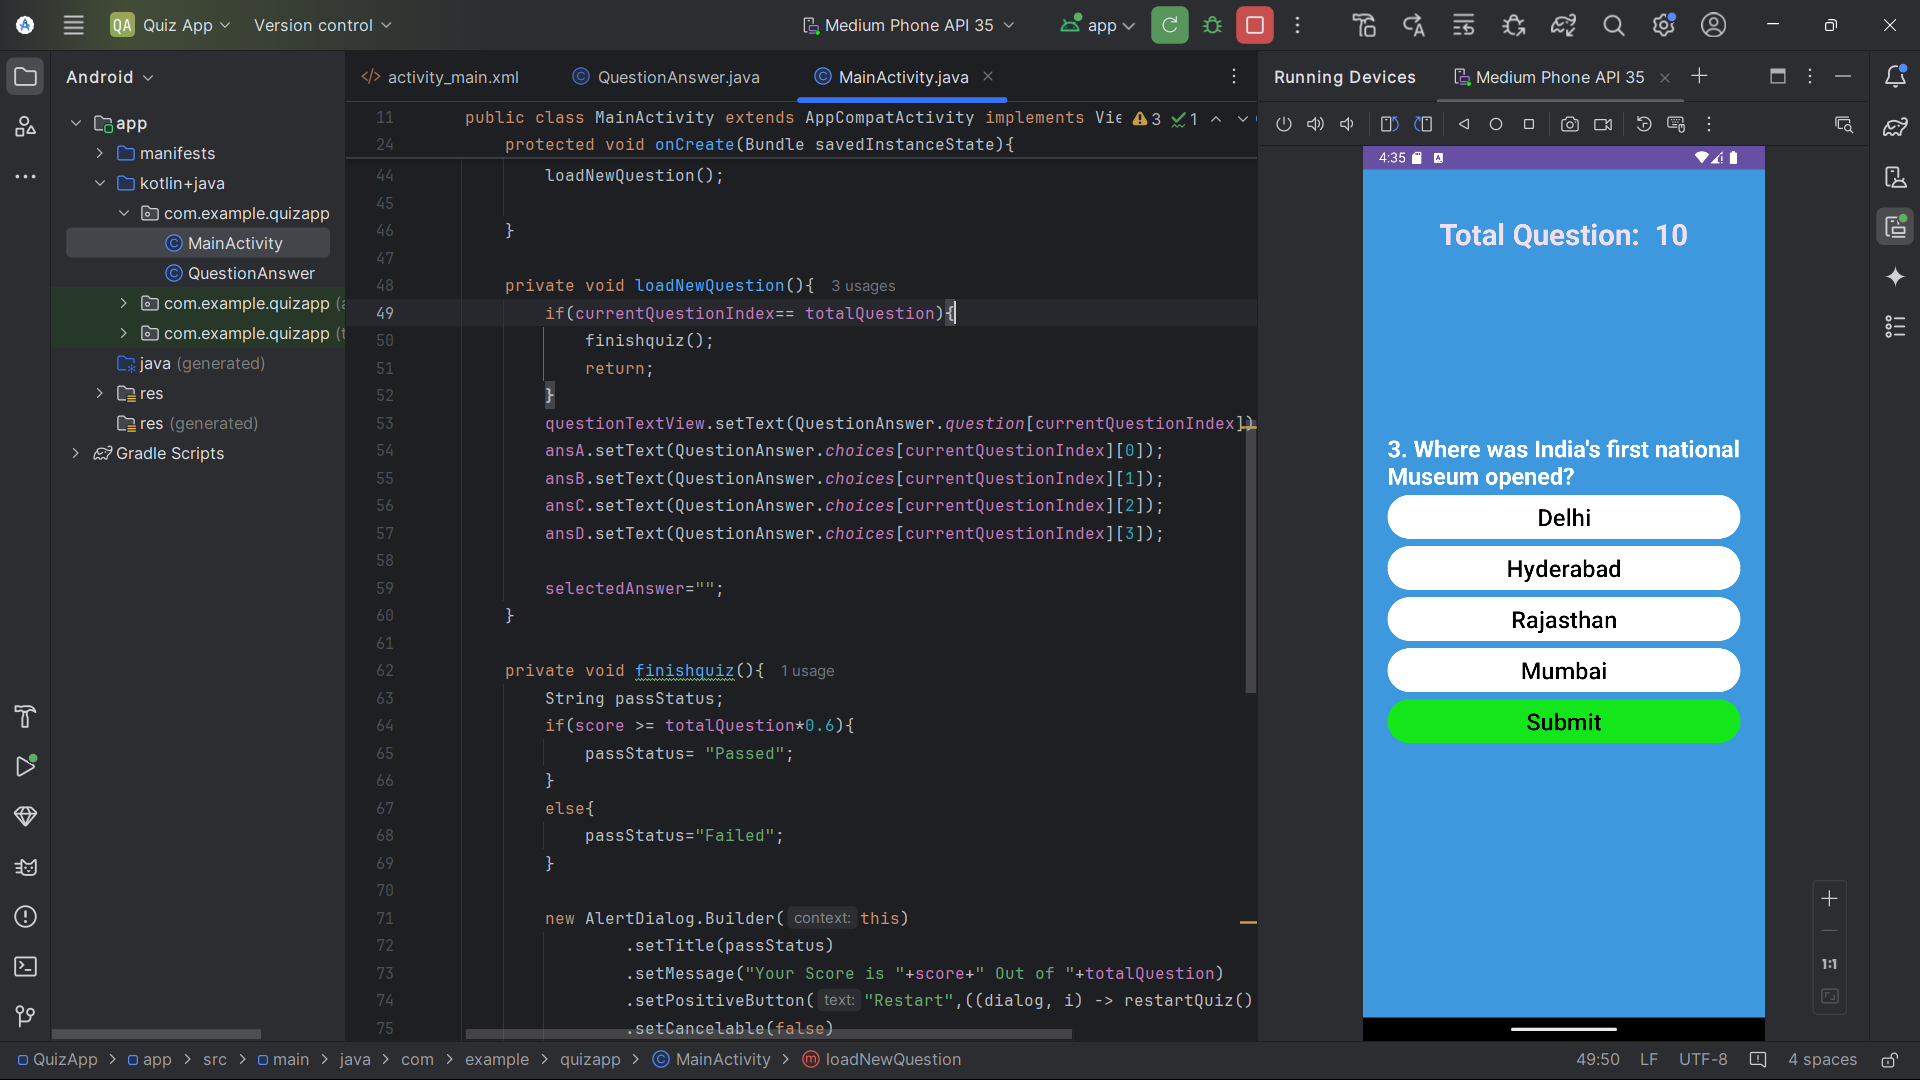 QA Quiz App Version control Medium Phone API 35 app
Android
app
manifests
kotlin+java
com.example.quizapp
MainActivity
QuestionAnswer
com.example.quizapp (a
com.example.quizapp (t
java (generated)
res
res (generated)
Gradle Scripts
activity_main.xml QuestionAnswer.java MainActivity.java
3 1
11 public class MainActivity extends AppCompatActivity implements Vie
24 protected void onCreate(Bundle savedInstanceState){
44 loadNewQuestion();
45
46 }
47
48 private void loadNewQuestion(){ 3 usages
49 if(currentQuestionIndex== totalQuestion){
50 finishquiz();
51 return;
52 }
53 questionTextView.setText(QuestionAnswer.question[currentQuestionIndex])
54 ansA.setText(QuestionAnswer.choices[currentQuestionIndex][0]);
55 ansB.setText(QuestionAnswer.choices[currentQuestionIndex][1]);
56 ansC.setText(QuestionAnswer.choices[currentQuestionIndex][2]);
57 ansD.setText(QuestionAnswer.choices[currentQuestionIndex][3]);
58
59 selectedAnswer="";
60 }
61
62 private void finishquiz(){ 1 usage
63 String passStatus;
64 if(score >= totalQuestion*0.6){
65 passStatus= "Passed";
66 }
67 else{
68 passStatus="Failed";
69 }
70
71 new AlertDialog.Builder( context: this)
72 .setTitle(passStatus)
73 .setMessage("Your Score is "+score+" Out of "+totalQuestion)
74 .setPositiveButton( text: "Restart",((dialog, i) -> restartQuiz()
75 .setCancelable(false)
Running Devices Medium Phone API 35
4:35
Total Question: 10
3. Where was India's first national
Museum opened?
Delhi
Hyderabad
Rajasthan
Mumbai
Submit
1:1
QuizApp > app > src > main > java > com > example > quizapp > MainActivity > loadNewQuestion
49:50 LF UTF-8 4 spaces